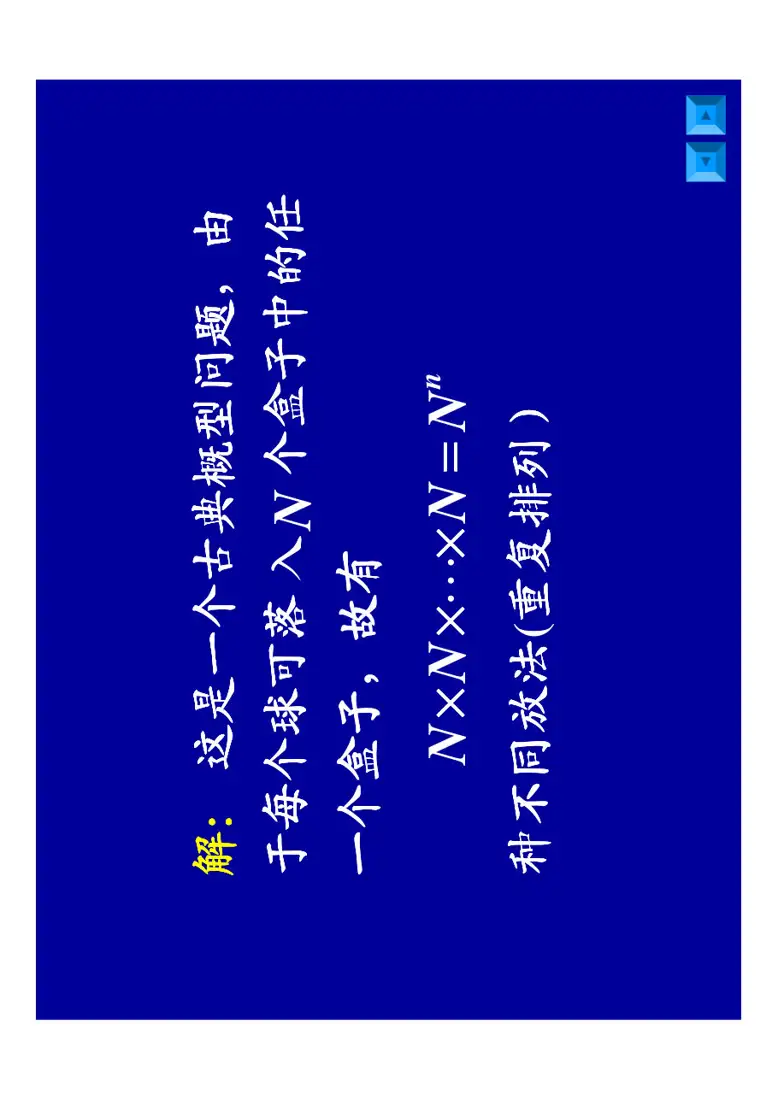 解: 这是一个古典概型问题, 由
于每个球可落入N个盒子中的任
一个盒子, 故有
N×N×⋯×N=Nⁿ
种不同放法(重复排列)